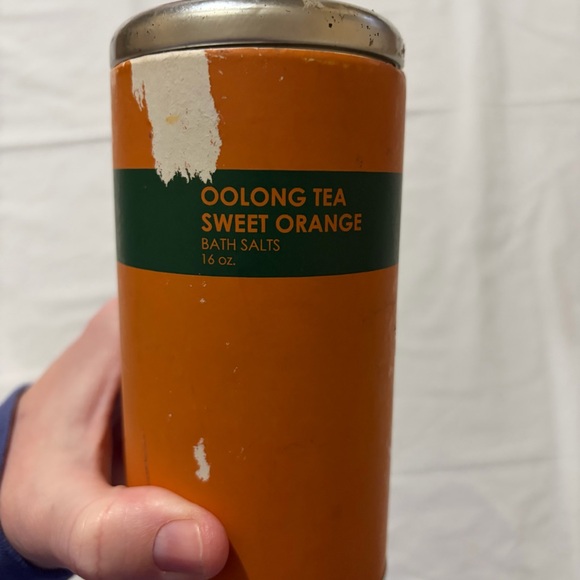 OOLONG TEA
SWEET ORANGE
BATH SALTS
16 oz.